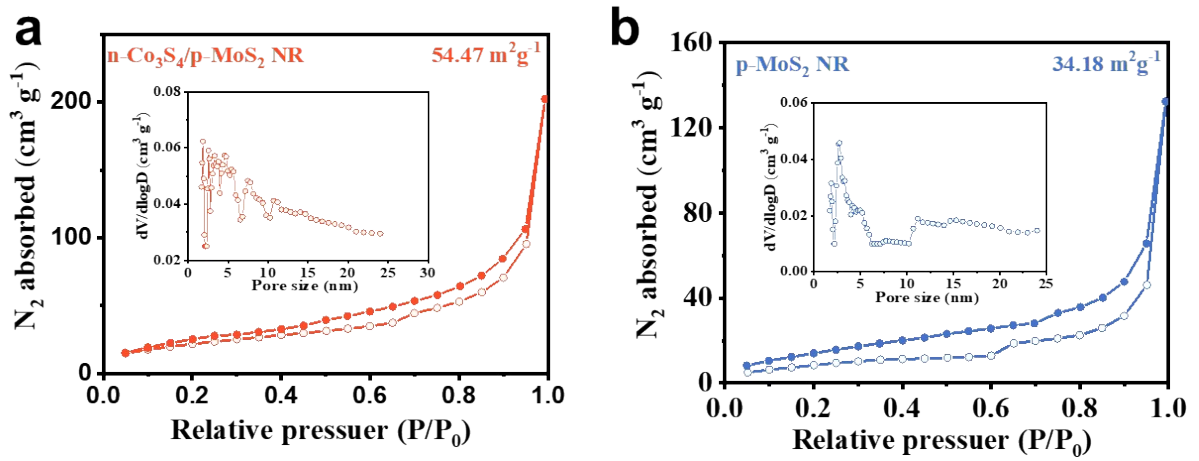 a
n-Co₃S₄/p-MoS₂ NR
54.47 m²g⁻¹
N₂ absorbed (cm³ g⁻¹)
200
100
0
0.0
0.2
0.4
0.6
0.8
1.0
Relative pressuer (P/P₀)
dV/dlogD (cm³ g⁻¹)
0.08
0.06
0.04
0.02
0
5
10
15
20
25
30
Pore size (nm)
b
p-MoS₂ NR
34.18 m²g⁻¹
N₂ absorbed (cm³ g⁻¹)
160
120
80
40
0
0.0
0.2
0.4
0.6
0.8
1.0
Relative pressuer (P/P₀)
dV/dlogD (cm³ g⁻¹)
0.06
0.04
0.02
0.00
0
5
10
15
20
25
Pore size (nm)